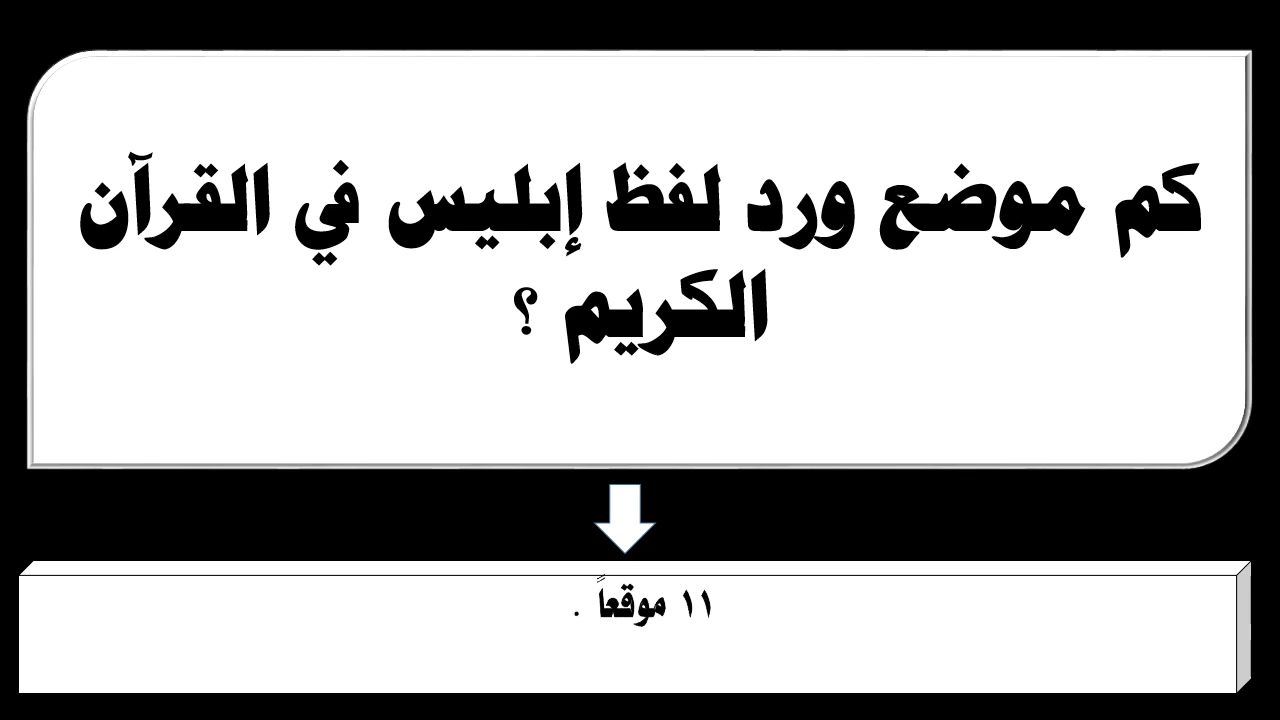 كم موضع ورد لفظ إبليس في القرآن
الكريم ؟
١١ موقعاً .